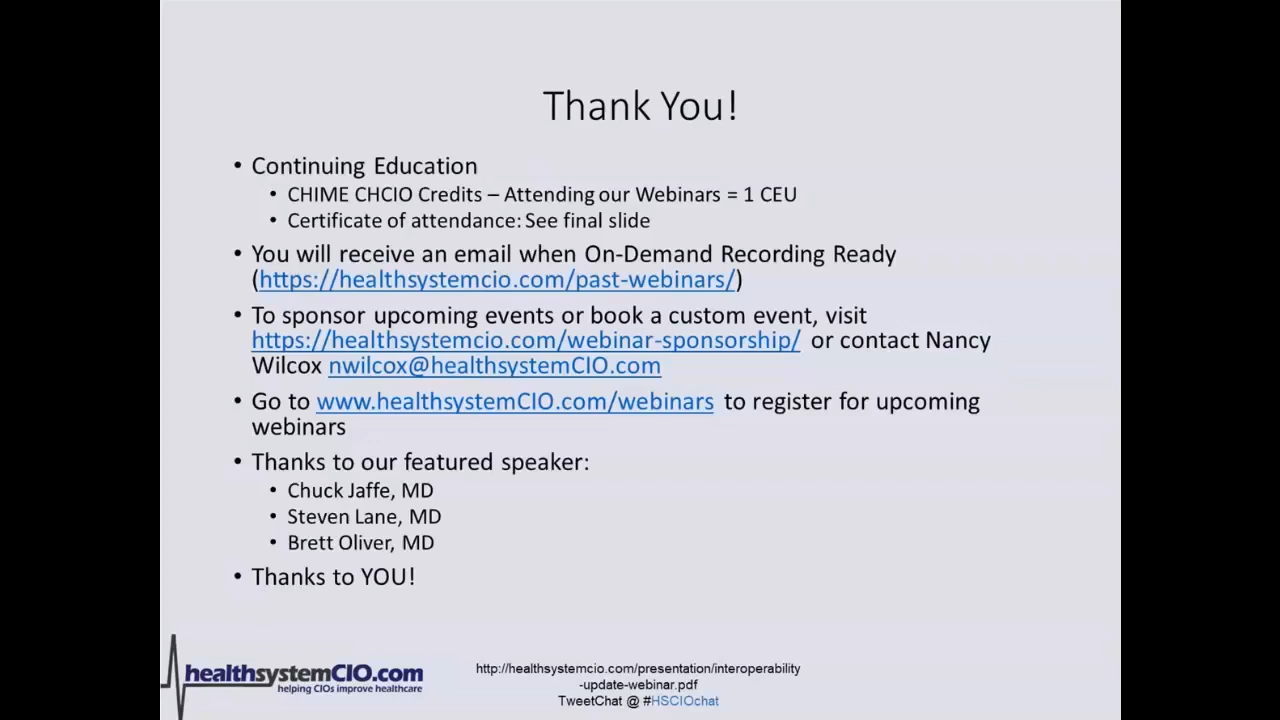 Thank You!
• Continuing Education
• CHIME CHCIO Credits – Attending our Webinars = 1 CEU
• Certificate of attendance: See final slide
• You will receive an email when On-Demand Recording Ready
(https://healthsystemcio.com/past-webinars/)
• To sponsor upcoming events or book a custom event, visit
https://healthsystemcio.com/webinar-sponsorship/ or contact Nancy
Wilcox nwilcox@healthsystemCIO.com
• Go to www.healthsystemCIO.com/webinars to register for upcoming
webinars
• Thanks to our featured speaker:
• Chuck Jaffe, MD
• Steven Lane, MD
• Brett Oliver, MD
• Thanks to YOU!
healthsystemCIO.com
helping CIOs improve healthcare
http://healthsystemcio.com/presentation/interoperability
-update-webinar.pdf
TweetChat @ #HSCIOchat